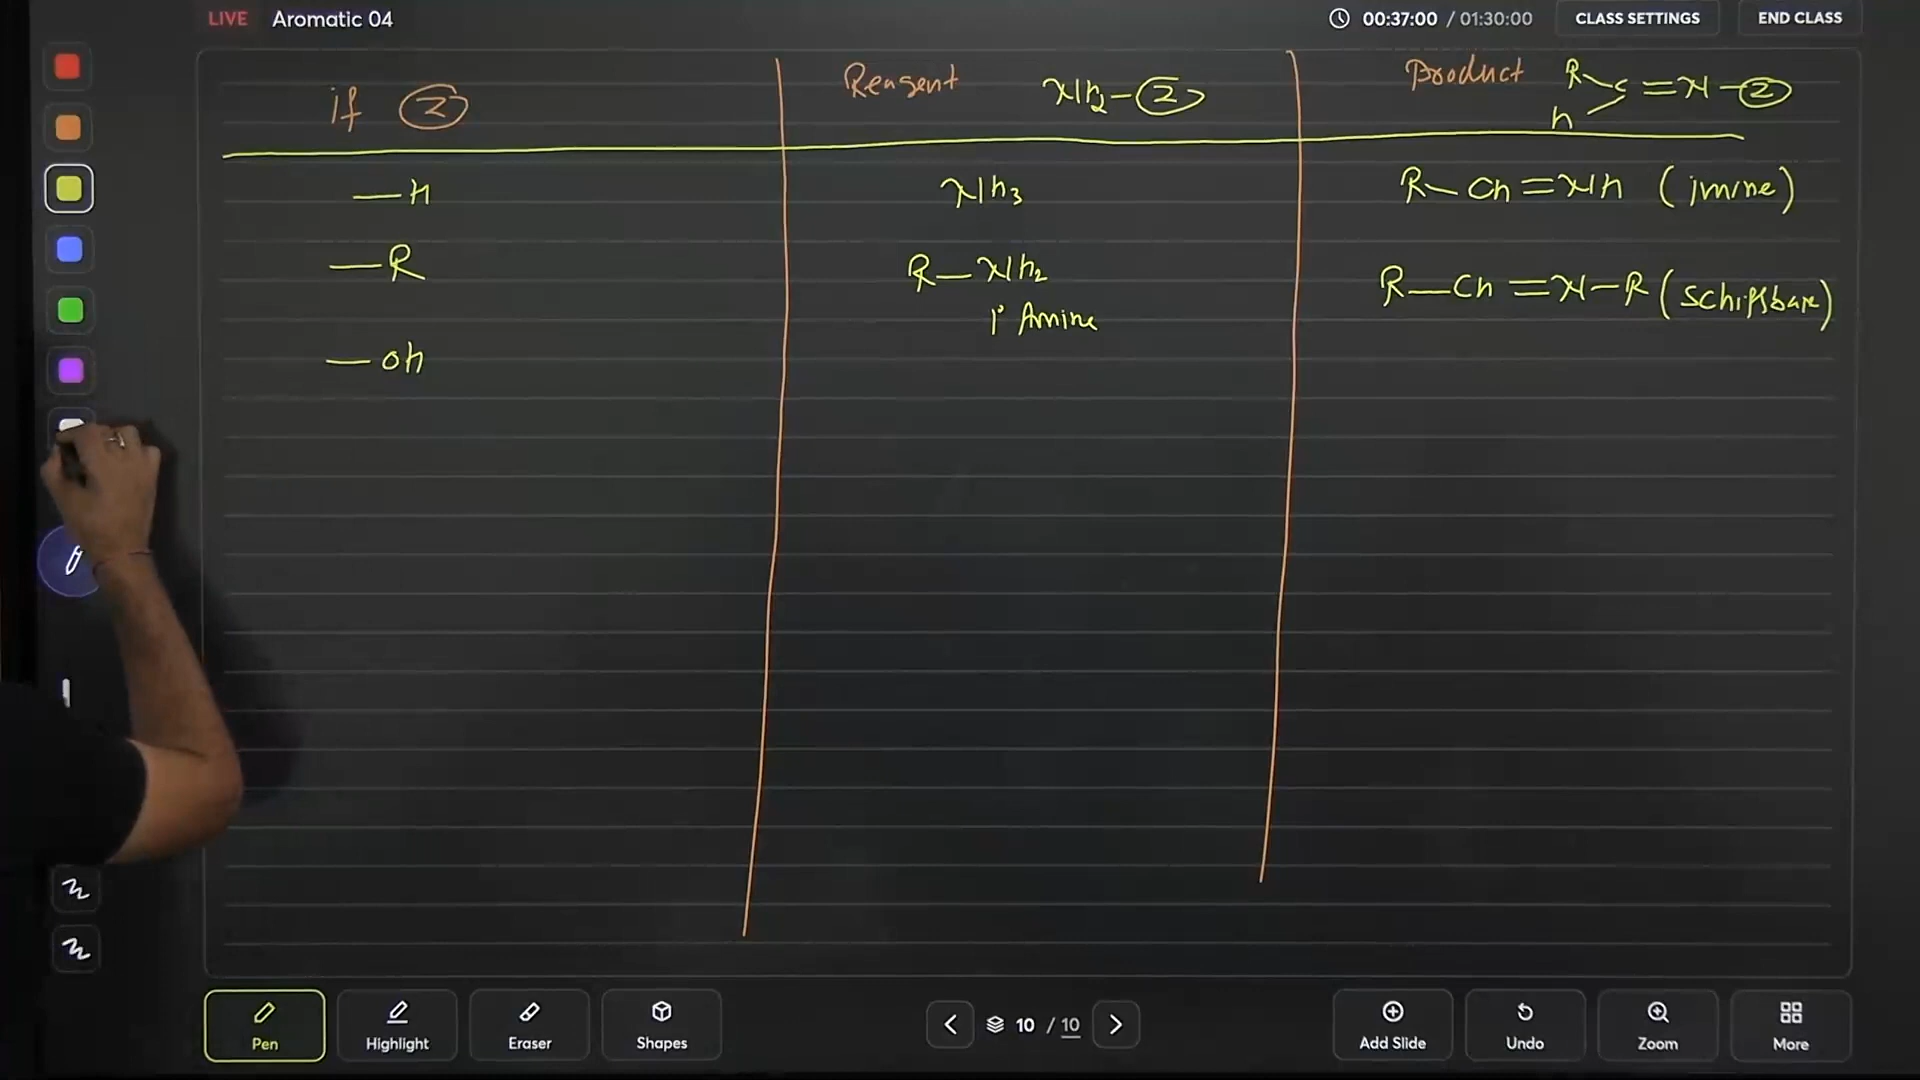 LIVE Aromatic 04 00:37:00 / 01:30:00 CLASS SETTINGS END CLASS
if Z Reagent NH2-Z Product R C=N-Z
H
-H NH3 R-CH=NH (imine)
-R R-NH2 R-CH=N-R (Schiffsbase)
1° Amine
-OH
Pen Highlight Eraser Shapes 10 / 10 Add Slide Undo Zoom More